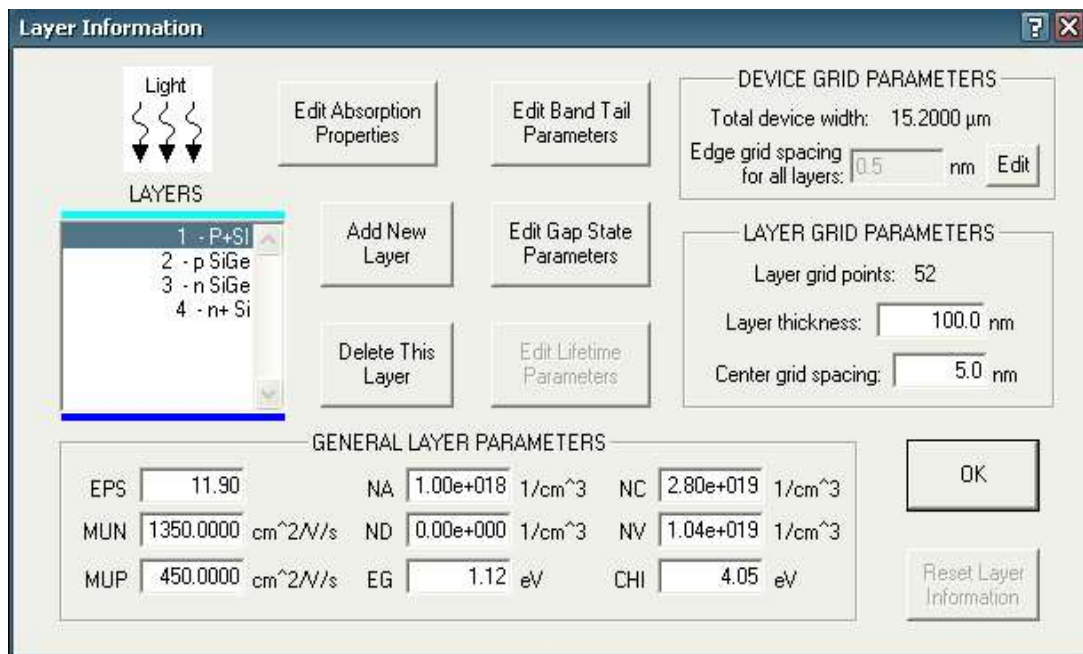 Layer Information
Light
Edit Absorption
Properties
Edit Band Tail
Parameters
DEVICE GRID PARAMETERS
Total device width: 15.2000 µm
Edge grid spacing
for all layers: 0.5 nm Edit
LAYERS
1 - P+SI
2 - p SiGe
3 - n SiGe
4 - n+ Si
Add New
Layer
Edit Gap State
Parameters
LAYER GRID PARAMETERS
Layer grid points: 52
Layer thickness: 100.0 nm
Center grid spacing: 5.0 nm
Delete This
Layer
Edit Lifetime
Parameters
GENERAL LAYER PARAMETERS
EPS 11.90 NA 1.00e+018 1/cm^3 NC 2.80e+019 1/cm^3
MUN 1350.0000 cm^2/V/s ND 0.00e+000 1/cm^3 NV 1.04e+019 1/cm^3
MUP 450.0000 cm^2/V/s EG 1.12 eV CHI 4.05 eV
OK
Reset Layer
Information